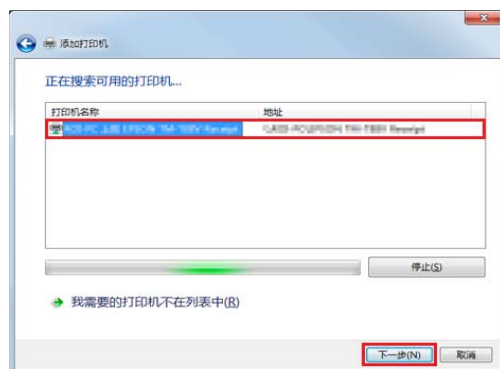 添加打印机
正在搜索可用的打印机...
打印机名称 地址
停止(S)
我需要的打印机不在列表中(R)
下一步(N) 取消